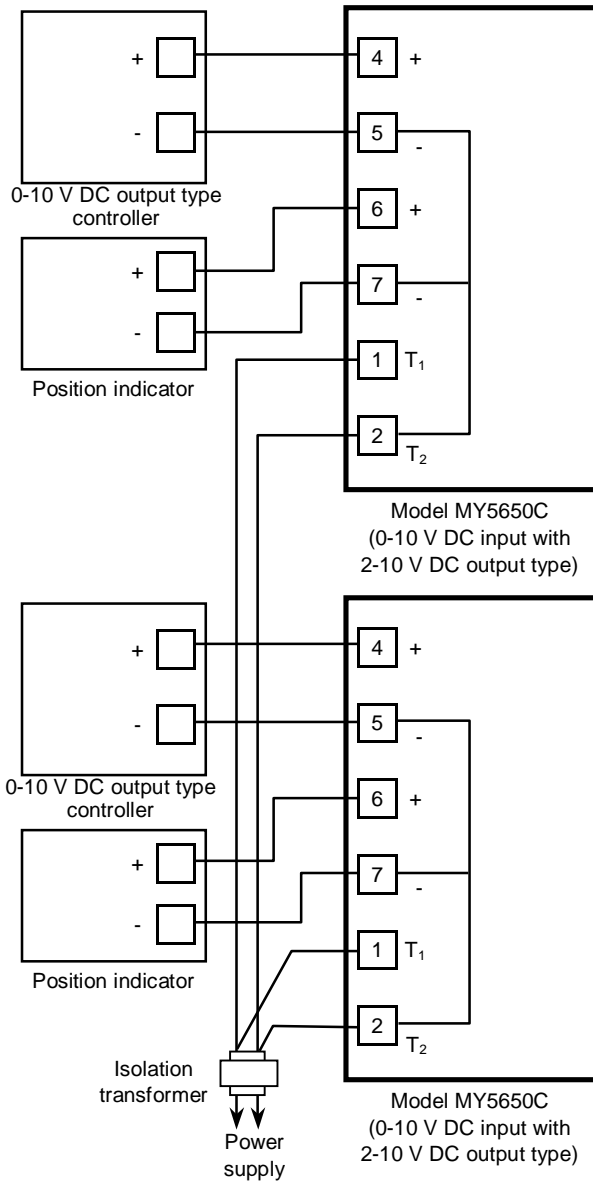 +
4
+
-
5
-
0-10 V DC output type
controller
6
+
+
7
-
-
1
T₁
Position indicator
2
T₂
Model MY5650C
(0-10 V DC input with
2-10 V DC output type)
+
4
+
-
5
-
0-10 V DC output type
controller
6
+
+
7
-
-
1
T₁
Position indicator
2
T₂
Isolation
transformer
Power
supply
Model MY5650C
(0-10 V DC input with
2-10 V DC output type)